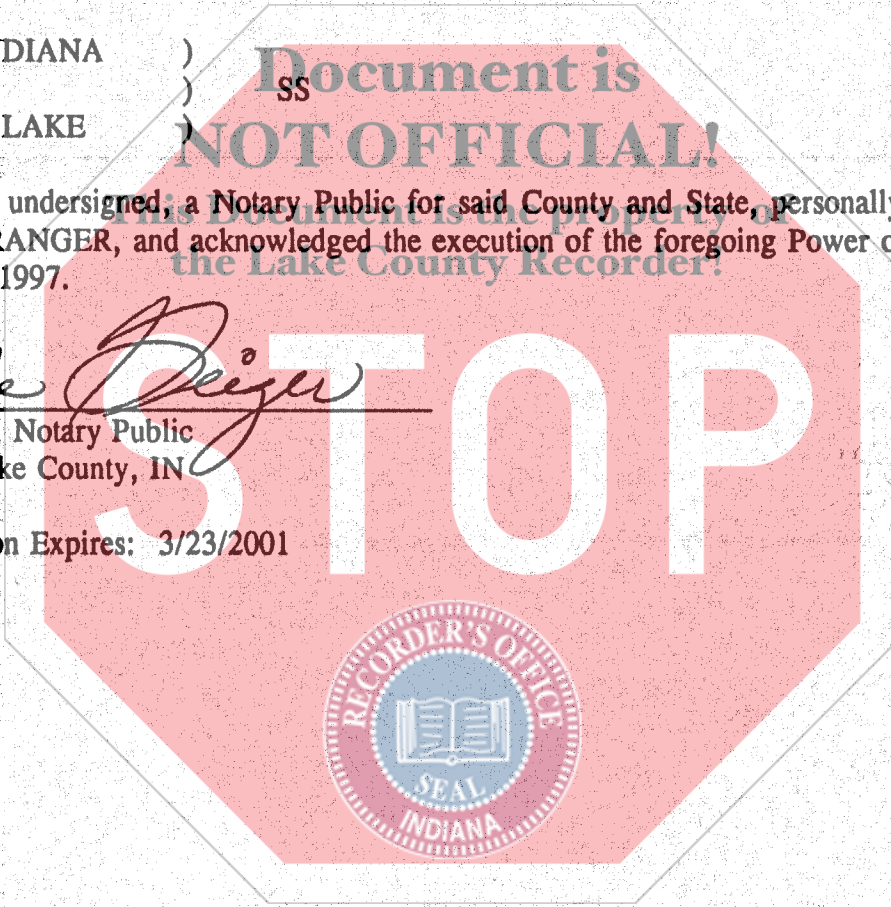 DIANA )
) SS
LAKE )
Document is
NOT OFFICIAL!
This Document is the property of
the Lake County Recorder!
undersigned, a Notary Public for said County and State, personally
RANGER, and acknowledged the execution of the foregoing Power o
1997.
Geiger
Notary Public
ke County, IN
n Expires: 3/23/2001
STOP
RECORDER'S OFFICE
SEAL
INDIANA